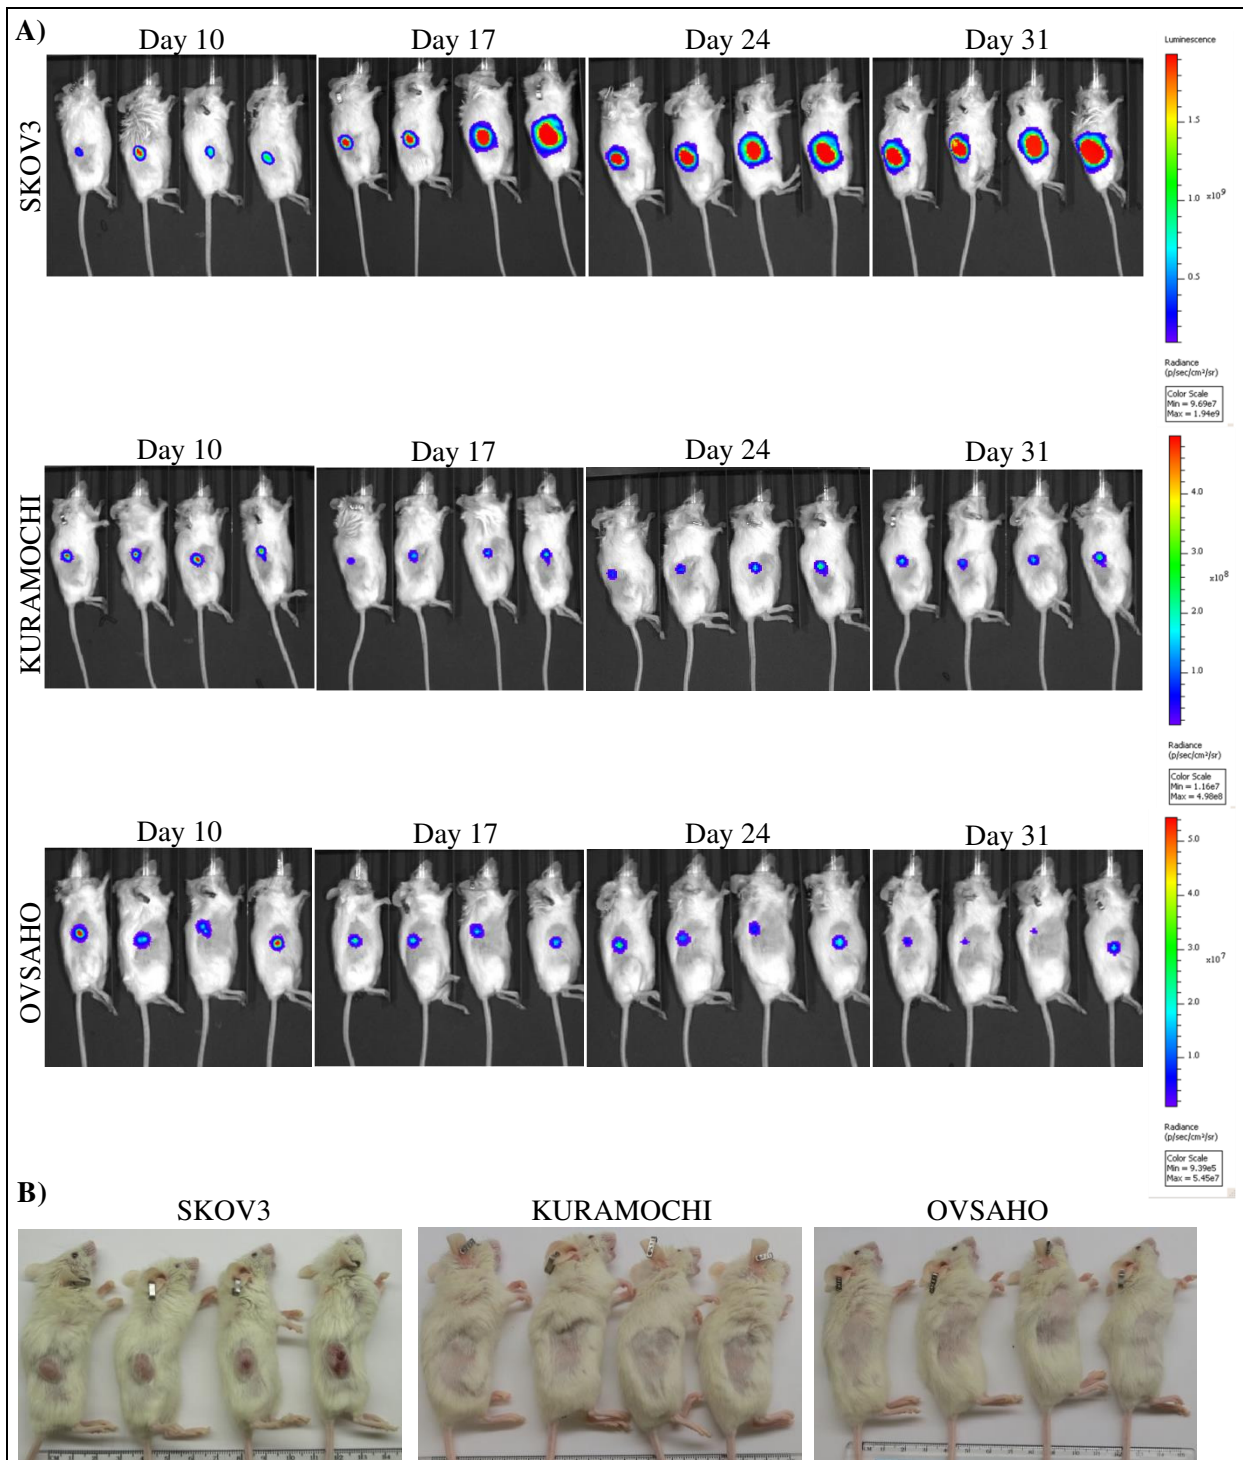 A)
Day 10
Day 17
Day 24
Day 31
SKOV3
Luminescence
1.5
1.0
x10⁹
0.5
Radiance
(p/sec/cm²/sr)
Color Scale
Min = 9.69e7
Max = 1.94e9
Day 10
Day 17
Day 24
Day 31
KURAMOCHI
4.0
3.0
x10⁸
2.0
1.0
Radiance
(p/sec/cm²/sr)
Color Scale
Min = 1.16e7
Max = 4.98e8
Day 10
Day 17
Day 24
Day 31
OVSAHO
5.0
4.0
3.0
x10⁷
2.0
1.0
Radiance
(p/sec/cm²/sr)
Color Scale
Min = 9.39e5
Max = 5.45e7
B)
SKOV3
KURAMOCHI
OVSAHO